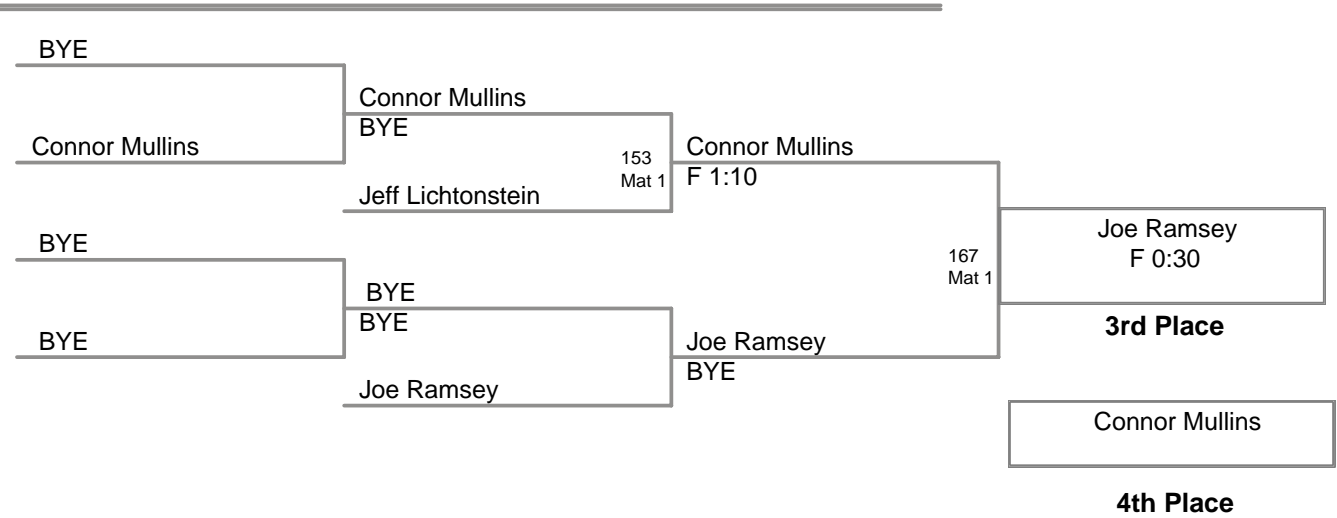 BYE
Connor Mullins
BYE
Connor Mullins
153
Mat 1
Connor Mullins
F 1:10
Jeff Lichtonstein
BYE
BYE
BYE
BYE
Joe Ramsey
Joe Ramsey
BYE
167
Mat 1
Joe Ramsey
F 0:30
3rd Place
Connor Mullins
4th Place